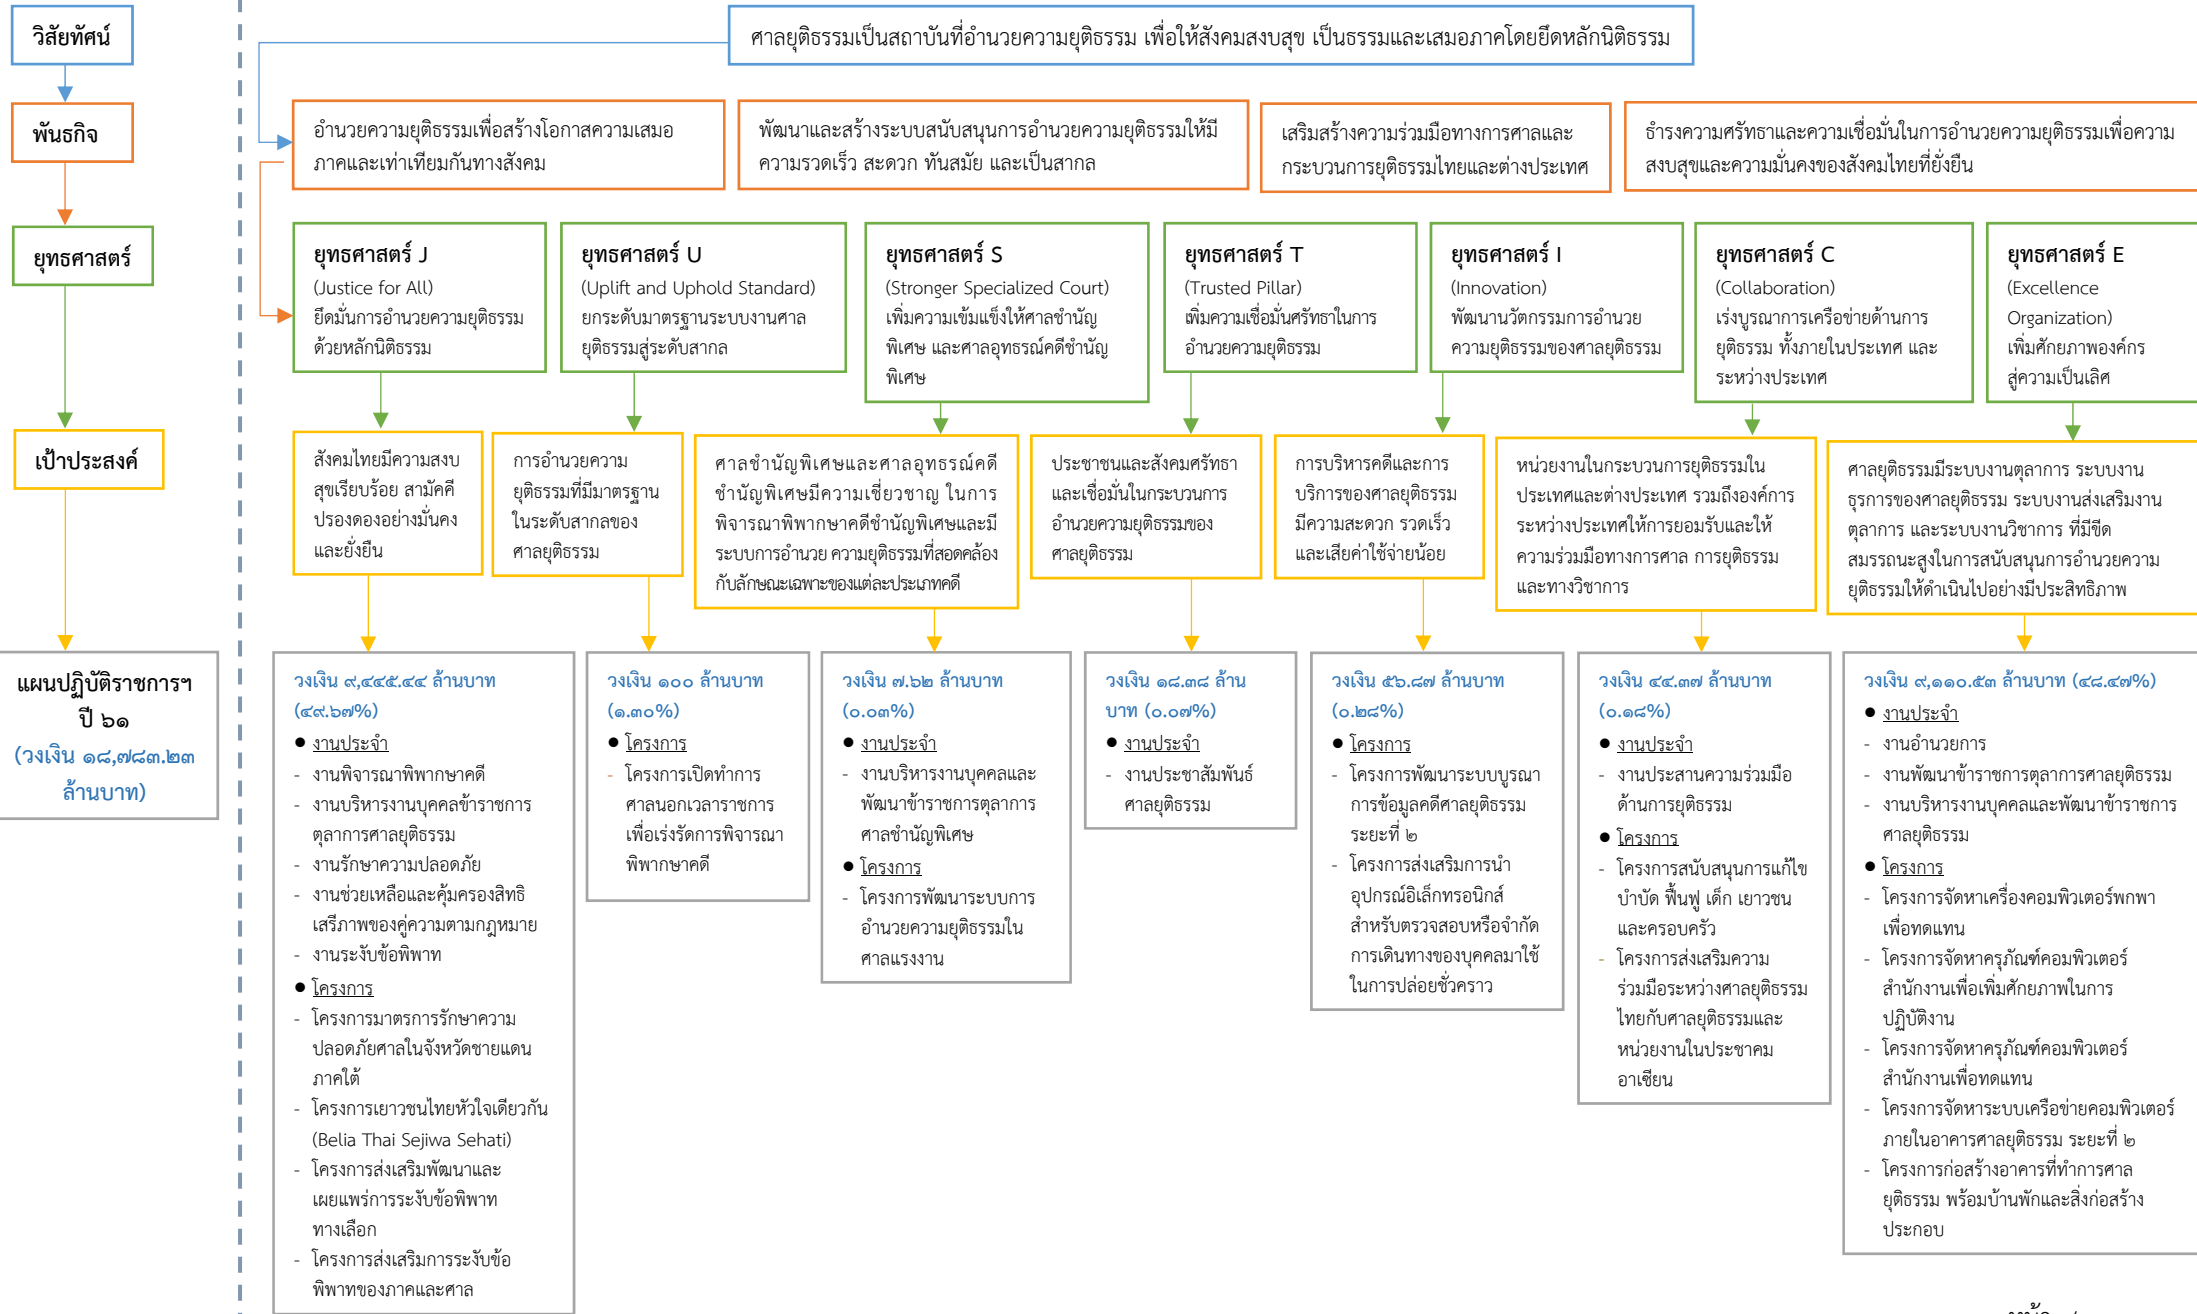 วิสัยทัศน์
ศาลยุติธรรมเป็นสถาบันที่อำนวยความยุติธรรม เพื่อให้สังคมสงบสุข เป็นธรรมและเสมอภาคโดยยึดหลักนิติธรรม
พันธกิจ
อำนวยความยุติธรรมเพื่อสร้างโอกาสความเสมอ
ภาคและเท่าเทียมกันทางสังคม
พัฒนาและสร้างระบบสนับสนุนการอำนวยความยุติธรรมให้มี
ความรวดเร็ว สะดวก ทันสมัย และเป็นสากล
เสริมสร้างความร่วมมือทางการศาลและ
กระบวนการยุติธรรมไทยและต่างประเทศ
ธำรงความศรัทธาและความเชื่อมั่นในการอำนวยความยุติธรรมเพื่อความ
สงบสุขและความมั่นคงของสังคมไทยที่ยั่งยืน
ยุทธศาสตร์
ยุทธศาสตร์ J
(Justice for All)
ยึดมั่นการอำนวยความยุติธรรม
ด้วยหลักนิติธรรม
ยุทธศาสตร์ U
(Uplift and Uphold Standard)
ยกระดับมาตรฐานระบบงานศาล
ยุติธรรมสู่ระดับสากล
ยุทธศาสตร์ S
(Stronger Specialized Court)
เพิ่มความเข้มแข็งให้ศาลชำนัญ
พิเศษ และศาลอุทธรณ์คดีชำนัญ
พิเศษ
ยุทธศาสตร์ T
(Trusted Pillar)
เพิ่มความเชื่อมั่นศรัทธาในการ
อำนวยความยุติธรรม
ยุทธศาสตร์ I
(Innovation)
พัฒนานวัตกรรมการอำนวย
ความยุติธรรมของศาลยุติธรรม
ยุทธศาสตร์ C
(Collaboration)
เร่งบูรณาการเครือข่ายด้านการ
ยุติธรรม ทั้งภายในประเทศ และ
ระหว่างประเทศ
ยุทธศาสตร์ E
(Excellence
Organization)
เพิ่มศักยภาพองค์กร
สู่ความเป็นเลิศ
เป้าประสงค์
สังคมไทยมีความสงบ
สุขเรียบร้อย สามัคคี
ปรองดองอย่างมั่นคง
และยั่งยืน
การอำนวยความ
ยุติธรรมที่มีมาตรฐาน
ในระดับสากลของ
ศาลยุติธรรม
ศาลชำนัญพิเศษและศาลอุทธรณ์คดี
ชำนัญพิเศษมีความเชี่ยวชาญ ในการ
พิจารณาพิพากษาคดีชำนัญพิเศษและมี
ระบบการอำนวย ความยุติธรรมที่สอดคล้อง
กับลักษณะเฉพาะของแต่ละประเภทคดี
ประชาชนและสังคมศรัทธา
และเชื่อมั่นในกระบวนการ
อำนวยความยุติธรรมของ
ศาลยุติธรรม
การบริหารคดีและการ
บริการของศาลยุติธรรม
มีความสะดวก รวดเร็ว
และเสียค่าใช้จ่ายน้อย
หน่วยงานในกระบวนการยุติธรรมใน
ประเทศและต่างประเทศ รวมถึงองค์การ
ระหว่างประเทศให้การยอมรับและให้
ความร่วมมือทางการศาล การยุติธรรม
และทางวิชาการ
ศาลยุติธรรมมีระบบงานตุลาการ ระบบงาน
ธุรการของศาลยุติธรรม ระบบงานส่งเสริมงาน
ตุลาการ และระบบงานวิชาการ ที่มีขีด
สมรรถนะสูงในการสนับสนุนการอำนวยความ
ยุติธรรมให้ดำเนินไปอย่างมีประสิทธิภาพ
แผนปฏิบัติราชการฯ
ปี ๖๑
(วงเงิน ๑๘,๗๘๓.๒๓
ล้านบาท)
วงเงิน ๙,๔๔๕.๔๔ ล้านบาท
(๔๙.๖๗%)
● งานประจำ
- งานพิจารณาพิพากษาคดี
- งานบริหารงานบุคคลข้าราชการ
ตุลาการศาลยุติธรรม
- งานรักษาความปลอดภัย
- งานช่วยเหลือและคุ้มครองสิทธิ
เสรีภาพของคู่ความตามกฎหมาย
- งานระงับข้อพิพาท
● โครงการ
- โครงการมาตรการรักษาความ
ปลอดภัยศาลในจังหวัดชายแดน
ภาคใต้
- โครงการเยาวชนไทยหัวใจเดียวกัน
(Belia Thai Sejiwa Sehati)
- โครงการส่งเสริมพัฒนาและ
เผยแพร่การระงับข้อพิพาท
ทางเลือก
- โครงการส่งเสริมการระงับข้อ
พิพาทของภาคและศาล
วงเงิน ๑๐๐ ล้านบาท
(๑.๓๐%)
● โครงการ
- โครงการเปิดทำการ
ศาลนอกเวลาราชการ
เพื่อเร่งรัดการพิจารณา
พิพากษาคดี
วงเงิน ๗.๖๒ ล้านบาท
(๐.๐๓%)
● งานประจำ
- งานบริหารงานบุคคลและ
พัฒนาข้าราชการตุลาการ
ศาลชำนัญพิเศษ
● โครงการ
- โครงการพัฒนาระบบการ
อำนวยความยุติธรรมใน
ศาลแรงงาน
วงเงิน ๑๘.๓๘ ล้าน
บาท (๐.๐๗%)
● งานประจำ
- งานประชาสัมพันธ์
ศาลยุติธรรม
วงเงิน ๕๖.๘๗ ล้านบาท
(๐.๒๘%)
● โครงการ
- โครงการพัฒนาระบบบูรณา
การข้อมูลคดีศาลยุติธรรม
ระยะที่ ๒
- โครงการส่งเสริมการนำ
อุปกรณ์อิเล็กทรอนิกส์
สำหรับตรวจสอบหรือจำกัด
การเดินทางของบุคคลมาใช้
ในการปล่อยชั่วคราว
วงเงิน ๔๔.๓๗ ล้านบาท
(๐.๑๘%)
● งานประจำ
- งานประสานความร่วมมือ
ด้านการยุติธรรม
● โครงการ
- โครงการสนับสนุนการแก้ไข
บำบัด ฟื้นฟู เด็ก เยาวชน
และครอบครัว
- โครงการส่งเสริมความ
ร่วมมือระหว่างศาลยุติธรรม
ไทยกับศาลยุติธรรมและ
หน่วยงานในประชาคม
อาเซียน
วงเงิน ๙,๑๑๐.๕๓ ล้านบาท (๔๘.๔๗%)
● งานประจำ
- งานอำนวยการ
- งานพัฒนาข้าราชการตุลาการศาลยุติธรรม
- งานบริหารงานบุคคลและพัฒนาข้าราชการ
ศาลยุติธรรม
● โครงการ
- โครงการจัดหาเครื่องคอมพิวเตอร์พกพา
เพื่อทดแทน
- โครงการจัดหาครุภัณฑ์คอมพิวเตอร์
สำนักงานเพื่อเพิ่มศักยภาพในการ
ปฏิบัติงาน
- โครงการจัดหาครุภัณฑ์คอมพิวเตอร์
สำนักงานเพื่อทดแทน
- โครงการจัดหาระบบเครือข่ายคอมพิวเตอร์
ภายในอาคารศาลยุติธรรม ระยะที่ ๒
- โครงการก่อสร้างอาคารที่ทำการศาล
ยุติธรรม พร้อมบ้านพักและสิ่งก่อสร้าง
ประกอบ